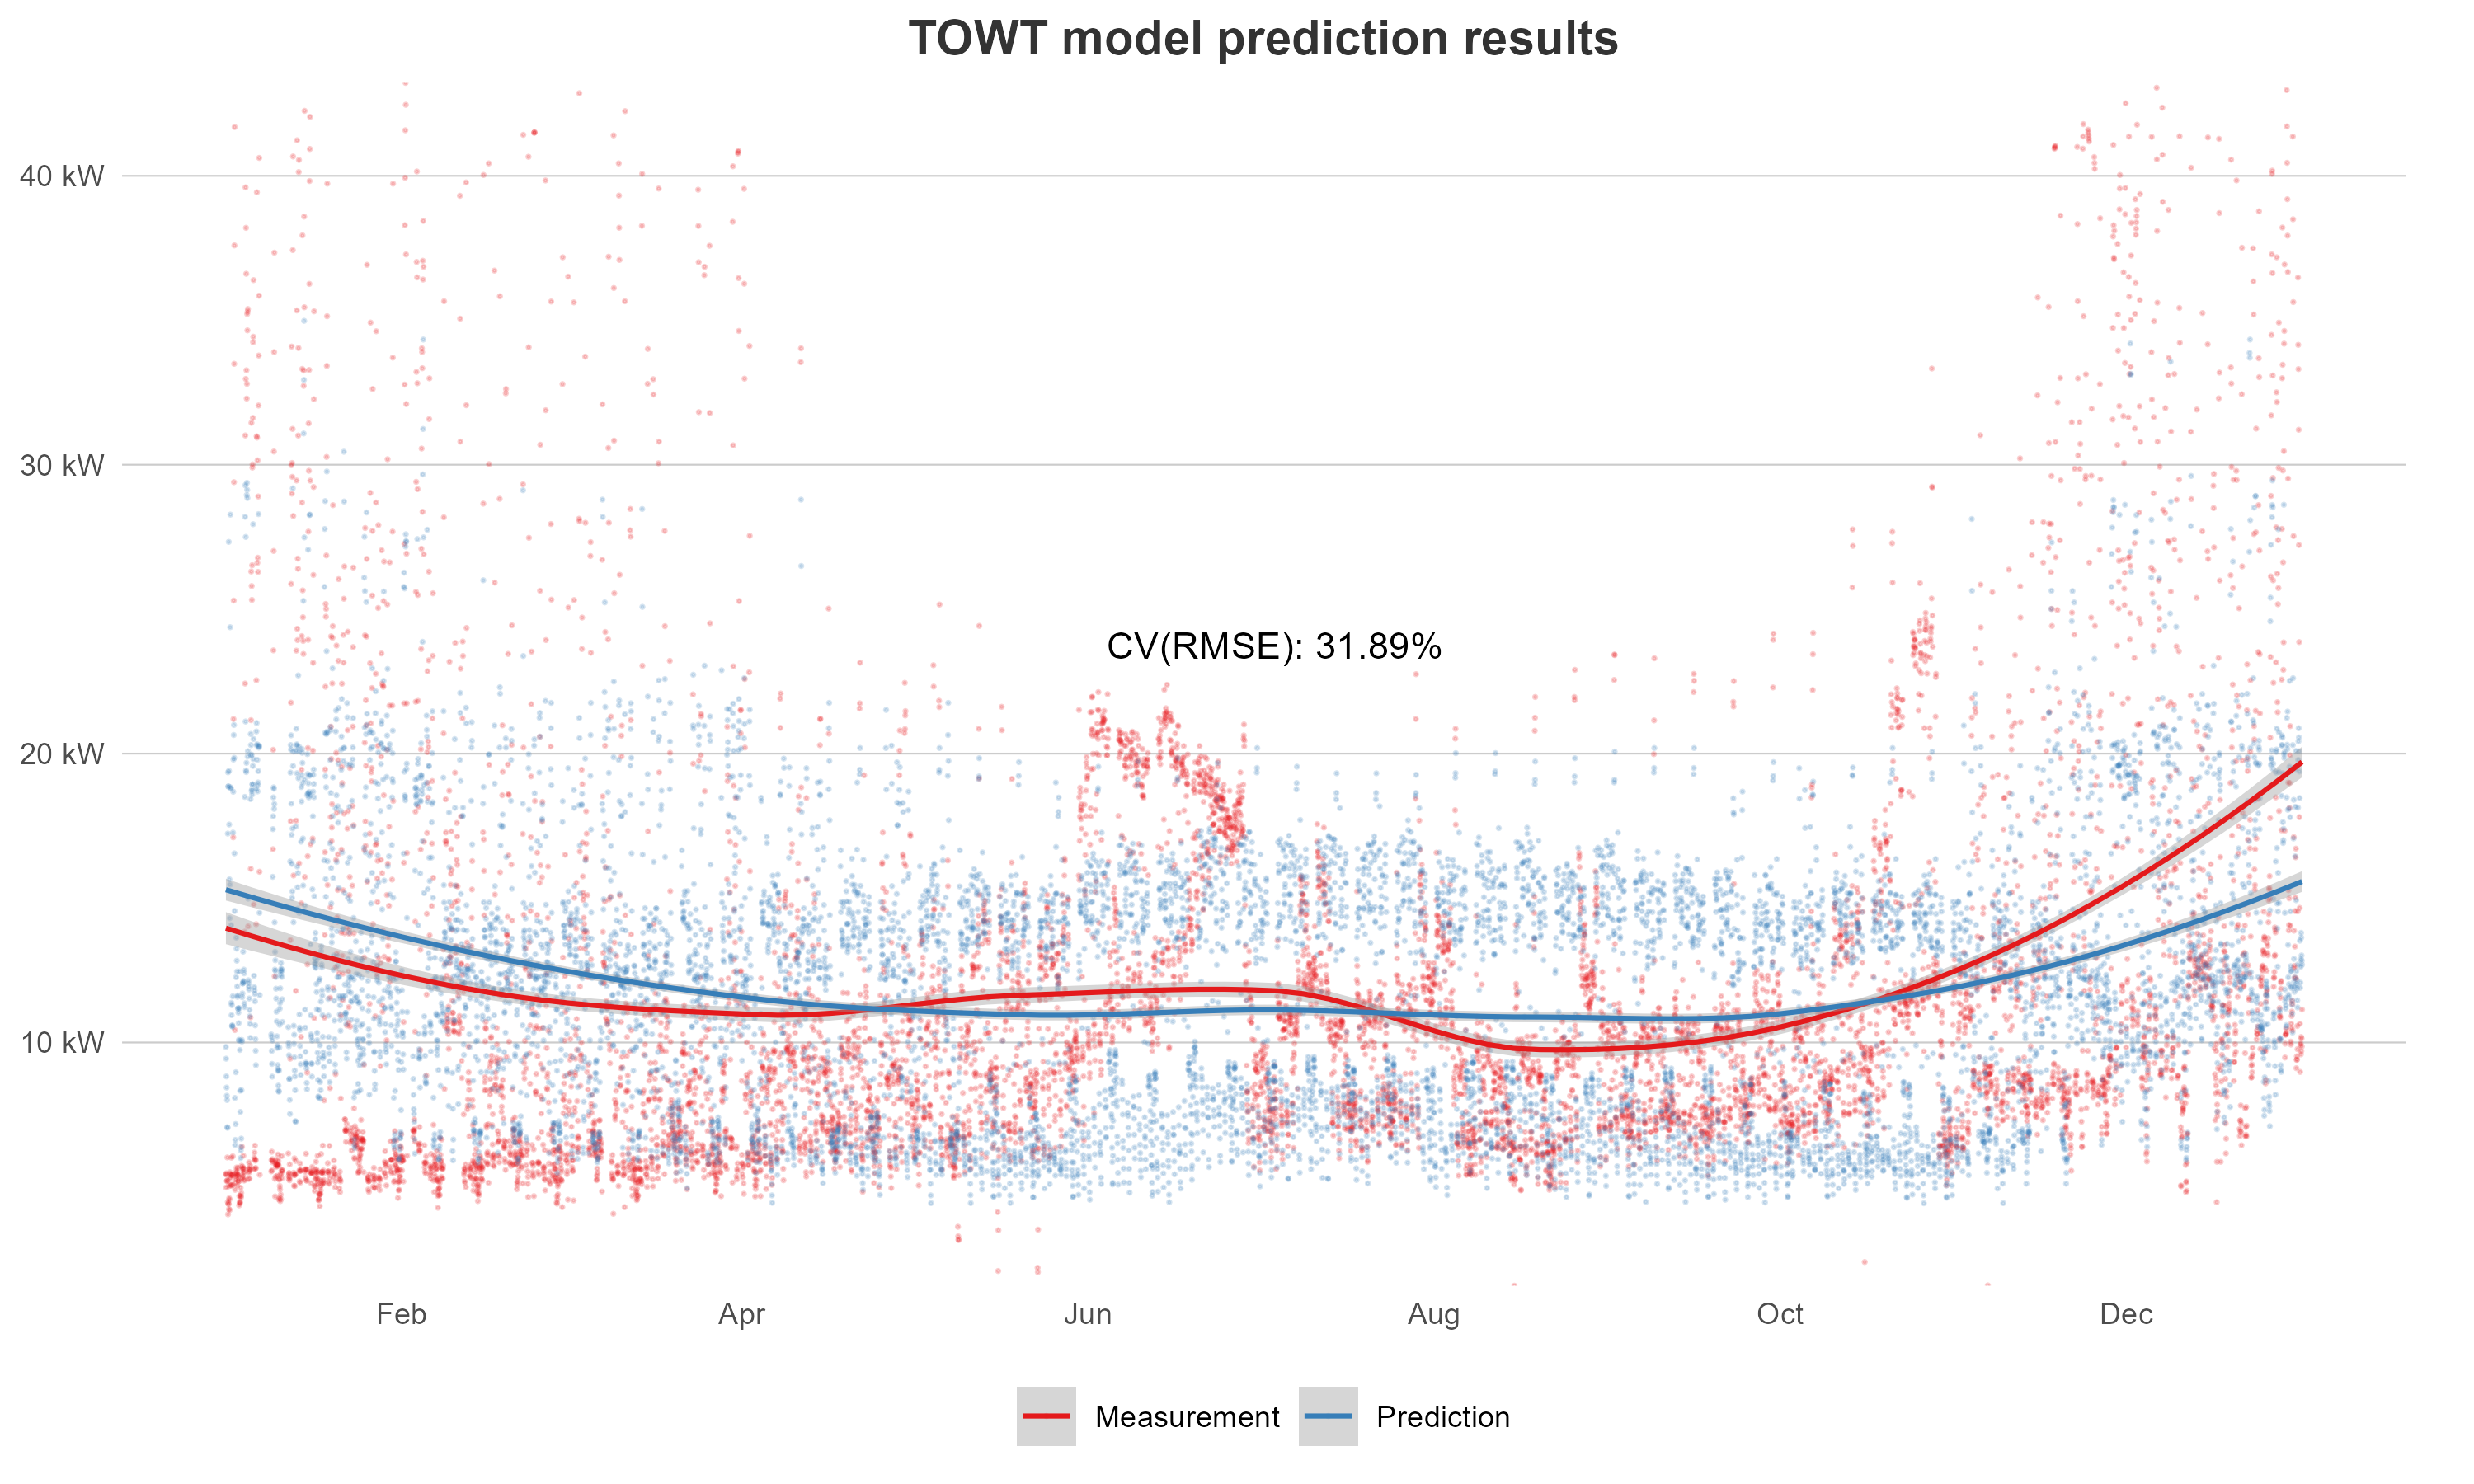 TOWT model prediction results
40 kW
30 kW
CV(RMSE): 31.89%
20 kW
10 kW
Feb Apr Jun Aug Oct Dec
Measurement Prediction